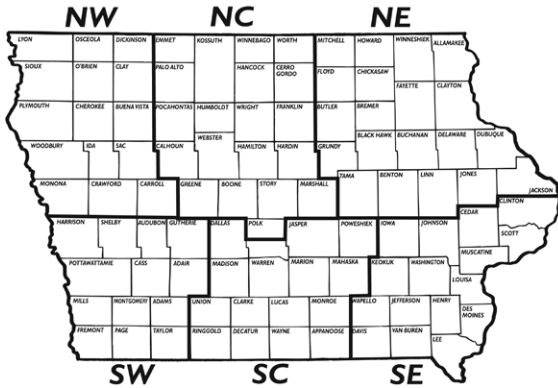 NW NC NE
LYON OSCEOLA DICKINSON EMMET KOSSUTH WINNEBAGO WORTH MITCHELL HOWARD WINNESHIEK ALLAMAKEE
SIOUX O'BRIEN CLAY PALO ALTO HANCOCK CERRO GORDO FLOYD CHICKASAW
FAYETTE CLAYTON
PLYMOUTH CHEROKEE BUENA VISTA POCAHONTAS HUMBOLDT WRIGHT FRANKLIN BUTLER BREMER
WOODBURY IDA SAC CALHOUN WEBSTER HAMILTON HARDIN GRUNDY BLACK HAWK BUCHANAN DELAWARE DUBUQUE
MONONA CRAWFORD CARROLL GREENE BOONE STORY MARSHALL TAMA BENTON LINN JONES JACKSON
HARRISON SHELBY AUDUBON GUTHERIE DALLAS POLK JASPER POWESHIEK IOWA JOHNSON CEDAR CLINTON
SCOTT
MUSCATINE
POTTAWATTAMIE CASS ADAIR MADISON WARREN MARION MAHASKA KEOKUK WASHINGTON LOUISA
MILLS MONTGOMERY ADAMS UNION CLARKE LUCAS MONROE WAPELLO JEFFERSON HENRY DES MOINES
FREMONT PAGE TAYLOR RINGGOLD DECATUR WAYNE APPANOOSE DAVIS VAN BUREN LEE
SW SC SE